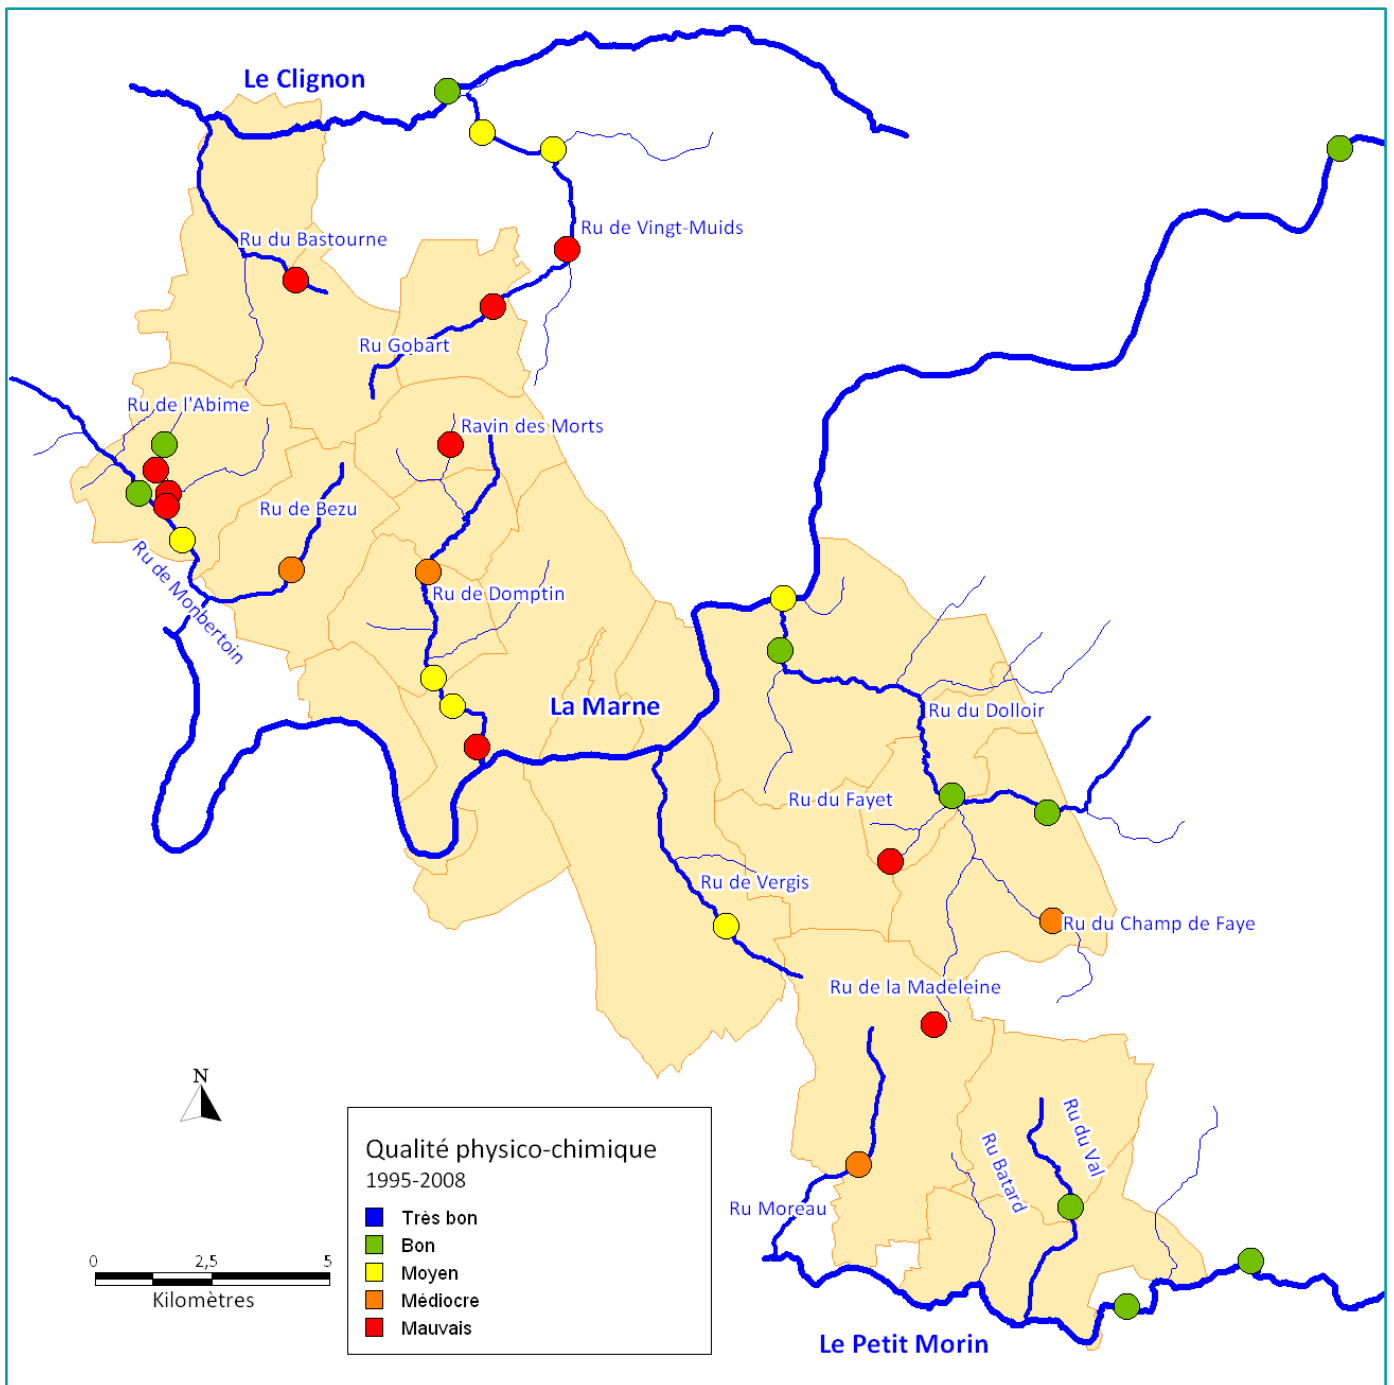 Le Clignon
Ru de Vingt-Muids
Ru du Bastourne
Ru Gobart
Ru de l'Abime
Ravin des Morts
Ru de Bezu
Ru de Monbertoin
Ru de Domptin
La Marne
Ru du Dolloir
Ru du Fayet
Ru de Vergis
Ru du Champ de Faye
Ru de la Madeleine
N
Ru du Val
Ru Batard
Ru Moreau
Qualité physico-chimique
1995-2008
Très bon
Bon
Moyen
Médiocre
Mauvais
0 2,5 5
Kilomètres
Le Petit Morin